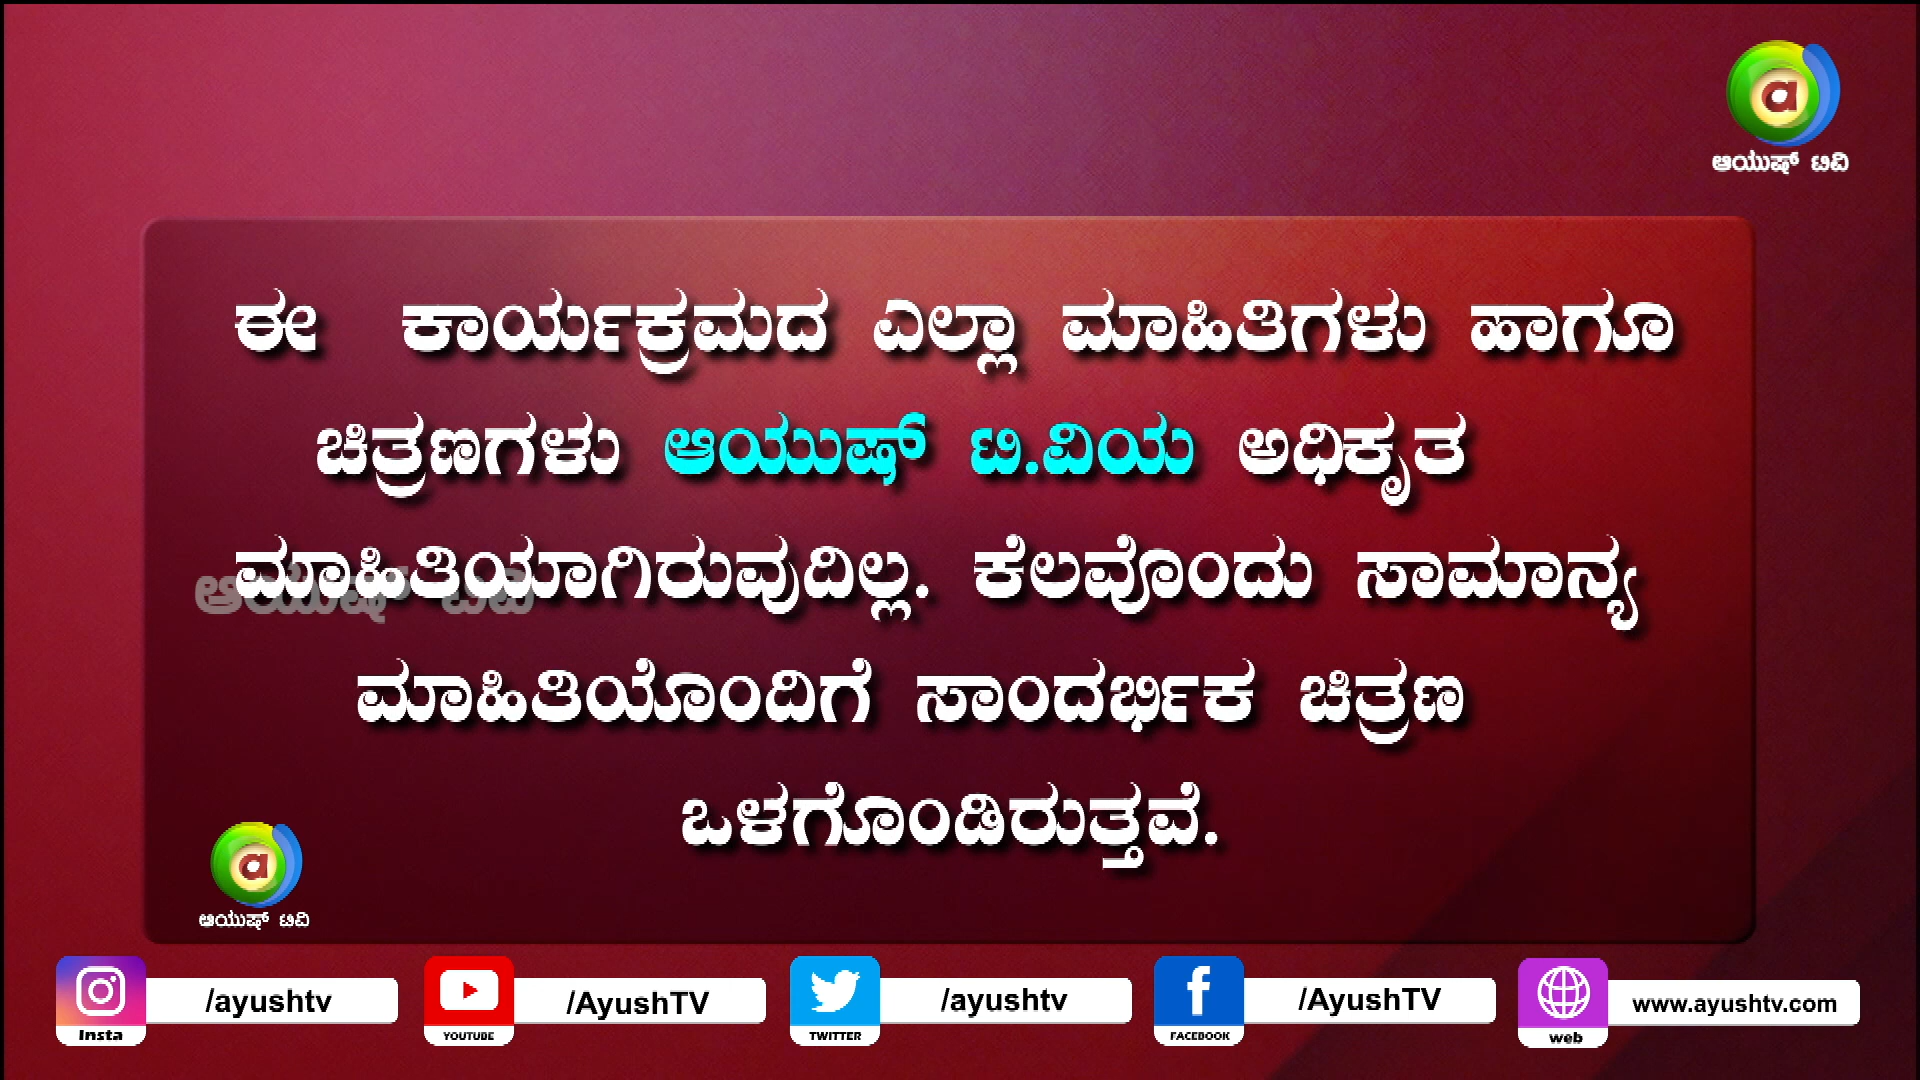 ಆಯುಷ್ ಟಿವಿ
ಈ ಕಾರ್ಯಕ್ರಮದ ಎಲ್ಲಾ ಮಾಹಿತಿಗಳು ಹಾಗೂ
ಚಿತ್ರಣಗಳು ಆಯುಷ್ ಟಿ.ವಿಯ ಅಧಿಕೃತ
ಮಾಹಿತಿಯಾಗಿರುವುದಿಲ್ಲ. ಕೆಲವೊಂದು ಸಾಮಾನ್ಯ
ಆಯುಷ್ ಟಿವಿ
ಮಾಹಿತಿಯೊಂದಿಗೆ ಸಾಂದರ್ಭಿಕ ಚಿತ್ರಣ
ಒಳಗೊಂಡಿರುತ್ತವೆ.
ಆಯುಷ್ ಟಿವಿ
/ayushtv /AyushTV /ayushtv /AyushTV www.ayushtv.com
Insta YOUTUBE TWITTER FACEBOOK web